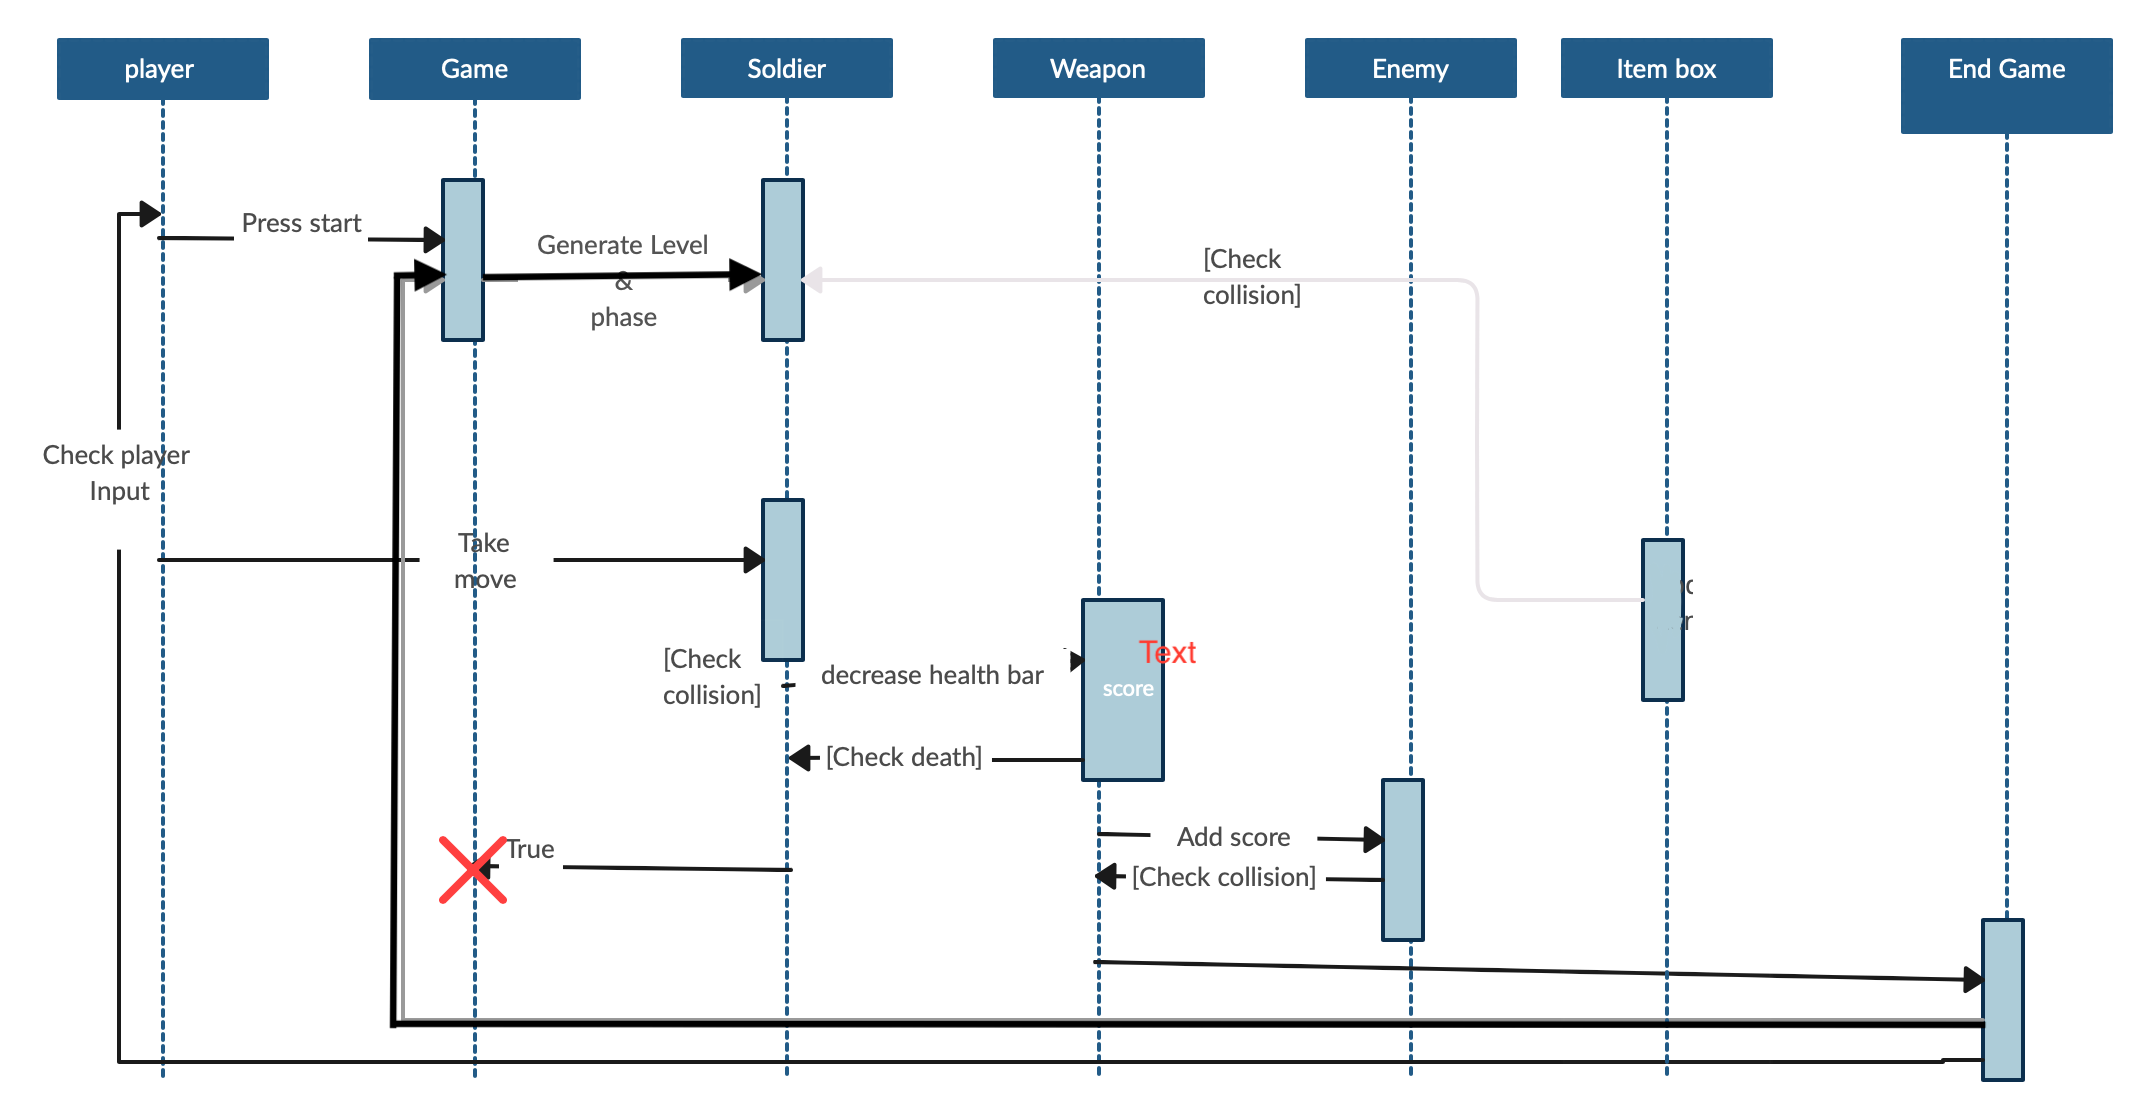 player
Game
Soldier
Weapon
Enemy
Item box
End Game
Press start
Generate Level
&
phase
[Check
collision]
Check player
Input
Take
move
[Check
collision]
decrease health bar
Text
score
[Check death]
Add score
True
[Check collision]